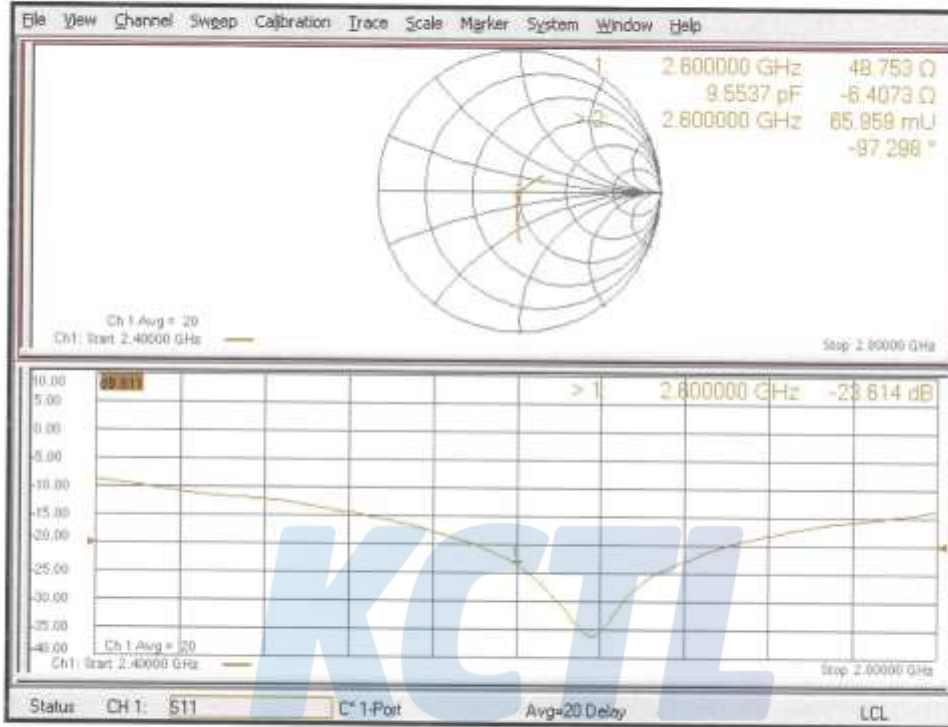 File View Channel Sweep Calibration Trace Scale Marker System Window Help
1: 2.600000 GHz 48.753 Ω
9.5537 pF -6.4073 Ω
> 2: 2.600000 GHz 65.959 mU
-97.298 °
Ch 1 Avg = 20
Ch1: Start 2.40000 GHz
Stop 2.80000 GHz
10.00 dB S11
> 1: 2.600000 GHz -23.614 dB
5.00
0.00
-5.00
-10.00
-15.00
-20.00
-25.00
-30.00
-35.00
-40.00
Ch 1 Avg = 20
Ch1: Start 2.40000 GHz
Stop 2.80000 GHz
KCTL
Status CH 1: S11 C* 1-Port Avg=20 Delay LCL